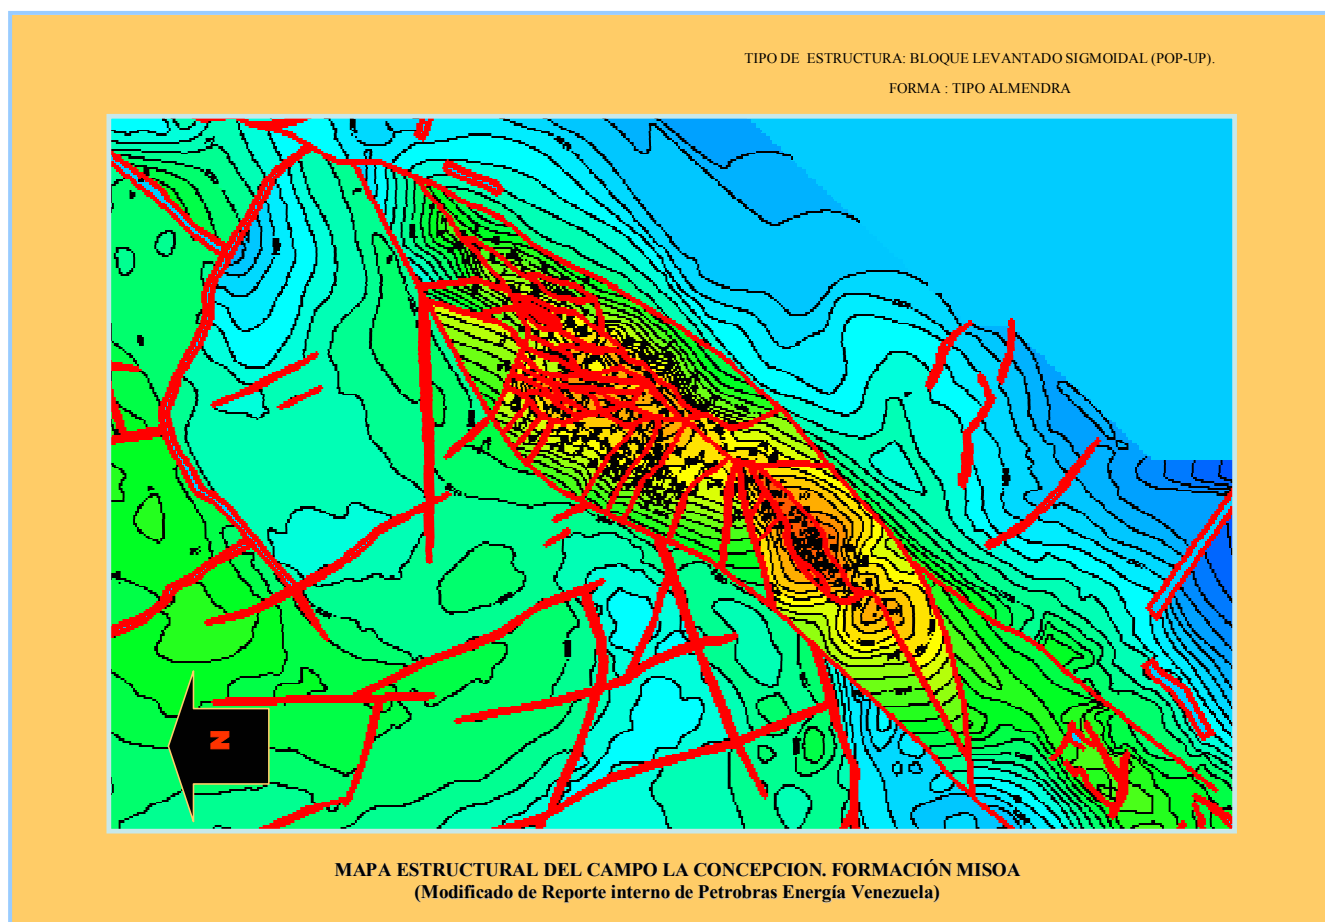 TIPO DE ESTRUCTURA: BLOQUE LEVANTADO SIGMOIDAL (POP-UP).
FORMA : TIPO ALMENDRA
N
MAPA ESTRUCTURAL DEL CAMPO LA CONCEPCION. FORMACIÓN MISOA
(Modificado de Reporte interno de Petrobras Energía Venezuela)